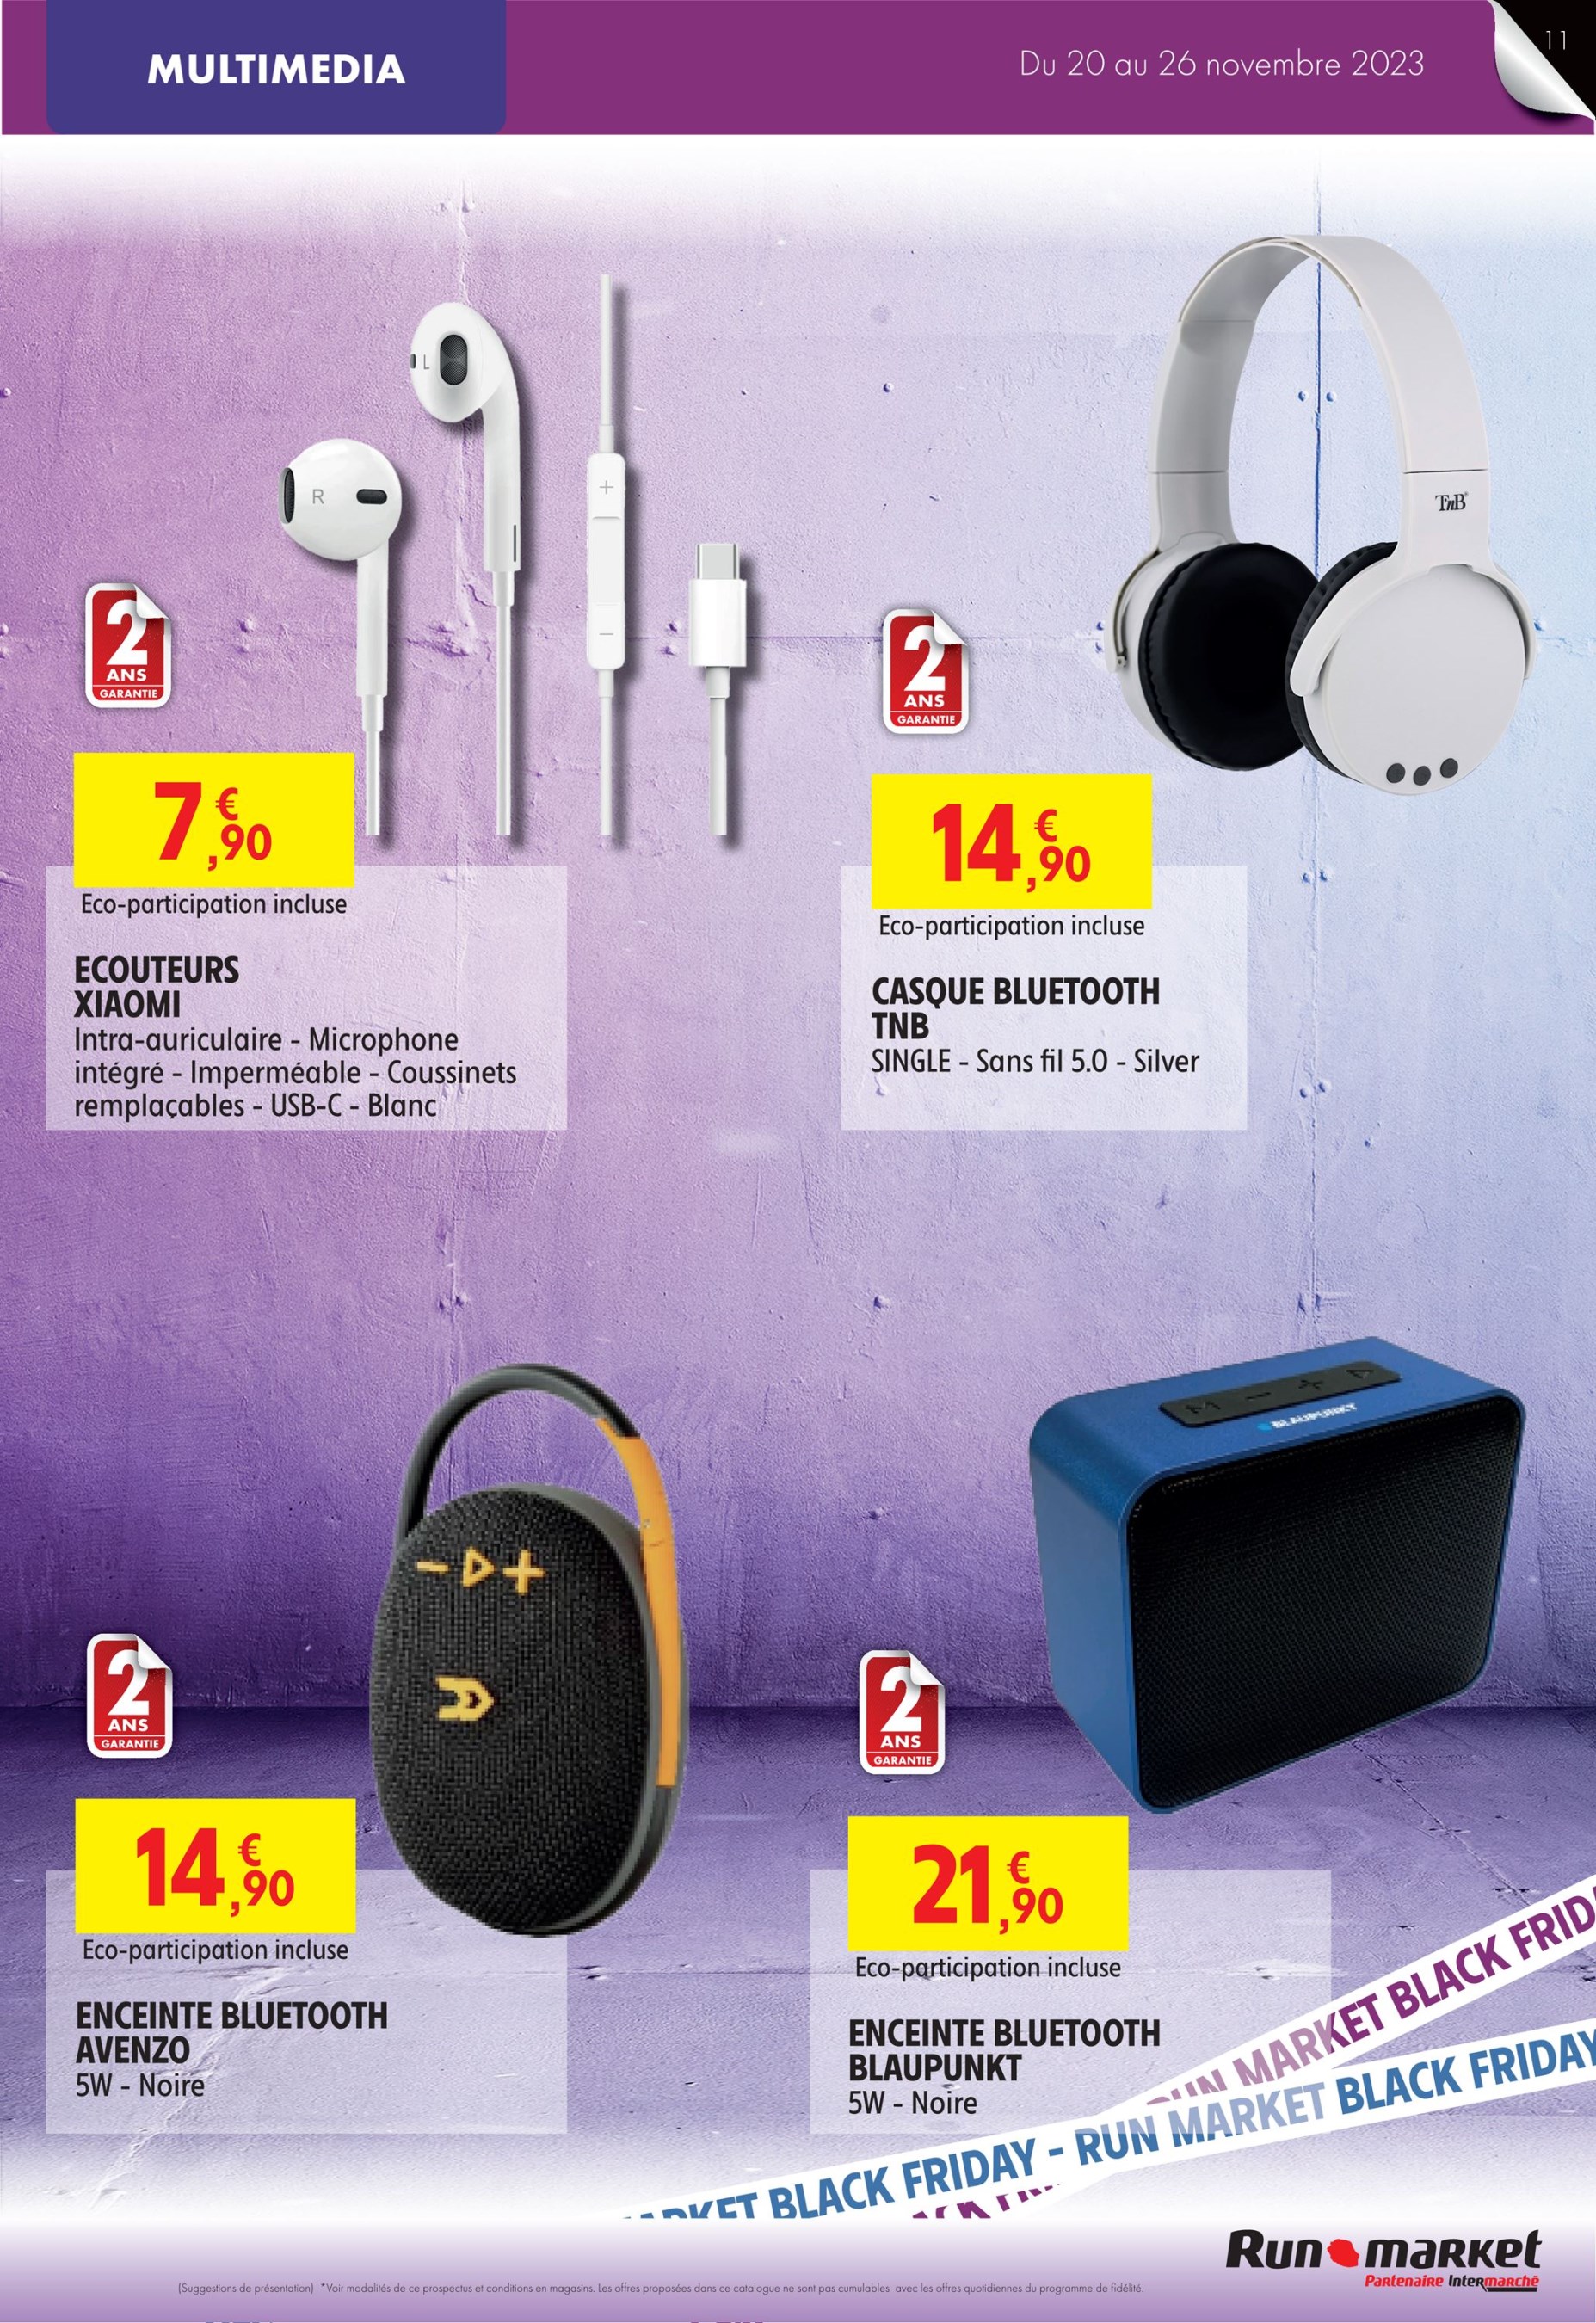 MULTIMEDIA
Du 20 au 26 novembre 2023
11
L
R
+
−
2
ANS
GARANTIE
7,€90
Eco-participation incluse
ECOUTEURS
XIAOMI
Intra-auriculaire - Microphone
intégré - Imperméable - Coussinets
remplaçables - USB-C - Blanc
TnB
2
ANS
GARANTIE
14,€90
Eco-participation incluse
CASQUE BLUETOOTH
TNB
SINGLE - Sans fil 5.0 - Silver
2
ANS
GARANTIE
14,€90
Eco-participation incluse
ENCEINTE BLUETOOTH
AVENZO
5W - Noire
M − +
BLAUPUNKT
2
ANS
GARANTIE
21,€90
Eco-participation incluse
ENCEINTE BLUETOOTH
BLAUPUNKT
5W - Noire
RUN MARKET BLACK FRID
ARKET BLACK FRIDAY - RUN MARKET BLACK FRIDAY
Run market
Partenaire Intermarché
(Suggestions de présentation) *Voir modalités de ce prospectus et conditions en magasins. Les offres proposées dans ce catalogue ne sont pas cumulables avec les offres quotidiennes du programme de fidélité.